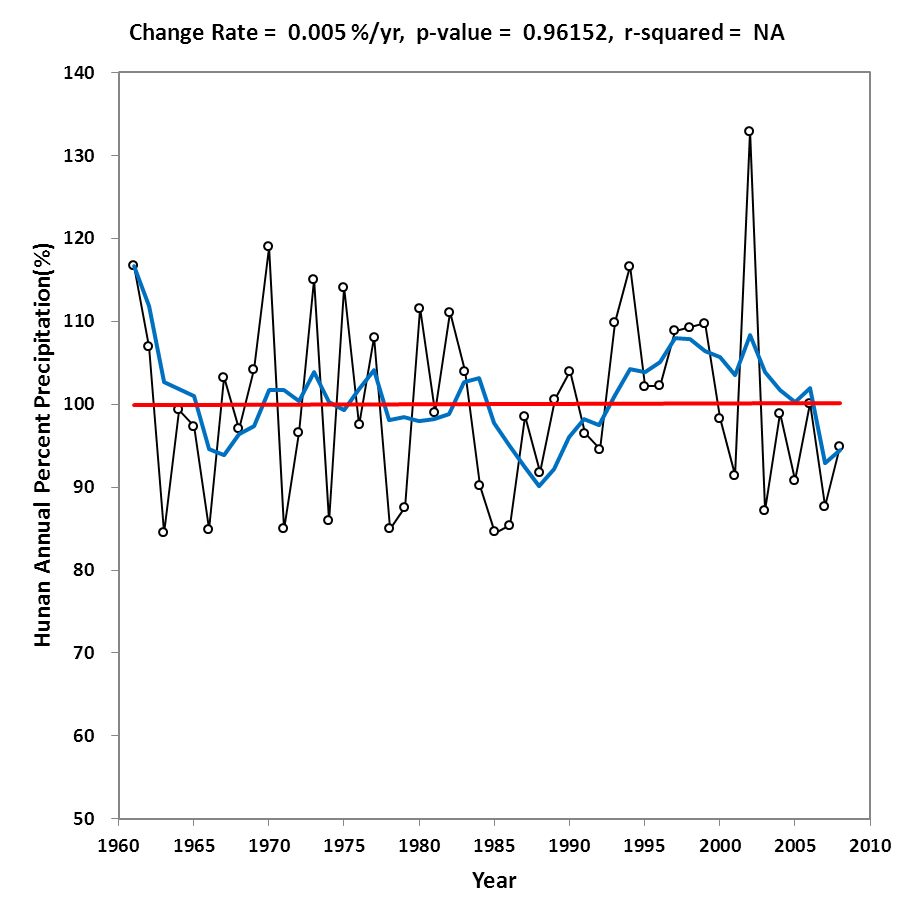 Change Rate = 0.005 %/yr, p-value = 0.96152, r-squared = NA
140
130
120
110
100
90
80
70
60
50
Hunan Annual Percent Precipitation(%)
1960 1965 1970 1975 1980 1985 1990 1995 2000 2005 2010
Year